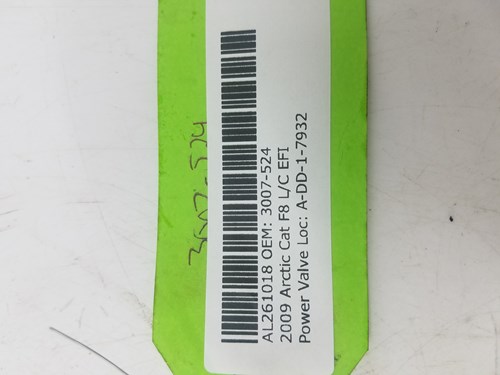 3007-524
AL261018 OEM: 3007-524
2009 Arctic Cat F8 L/C EFI
Power Valve Loc: A-DD-1-7932